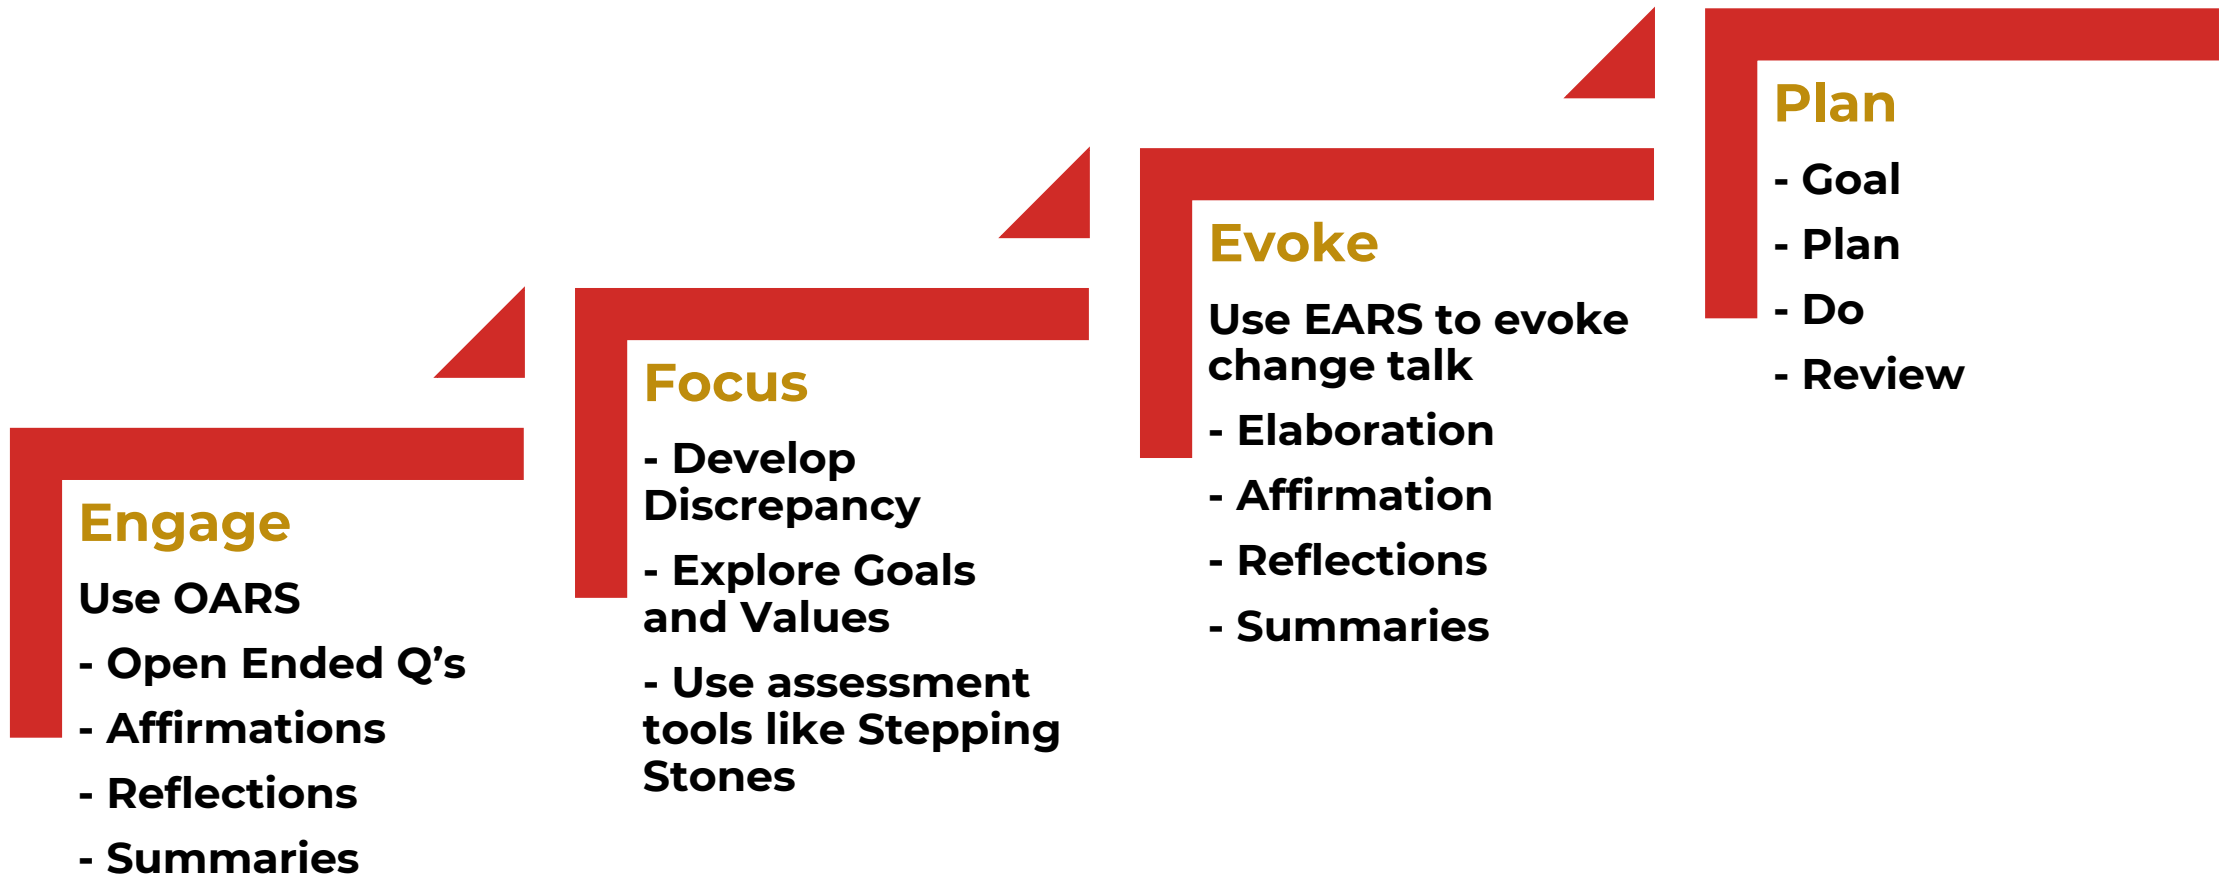 Engage
Use OARS
- Open Ended Q’s
- Affirmations
- Reflections
- Summaries
Focus
- Develop
Discrepancy
- Explore Goals
and Values
- Use assessment
tools like Stepping
Stones
Evoke
Use EARS to evoke
change talk
- Elaboration
- Affirmation
- Reflections
- Summaries
Plan
- Goal
- Plan
- Do
- Review